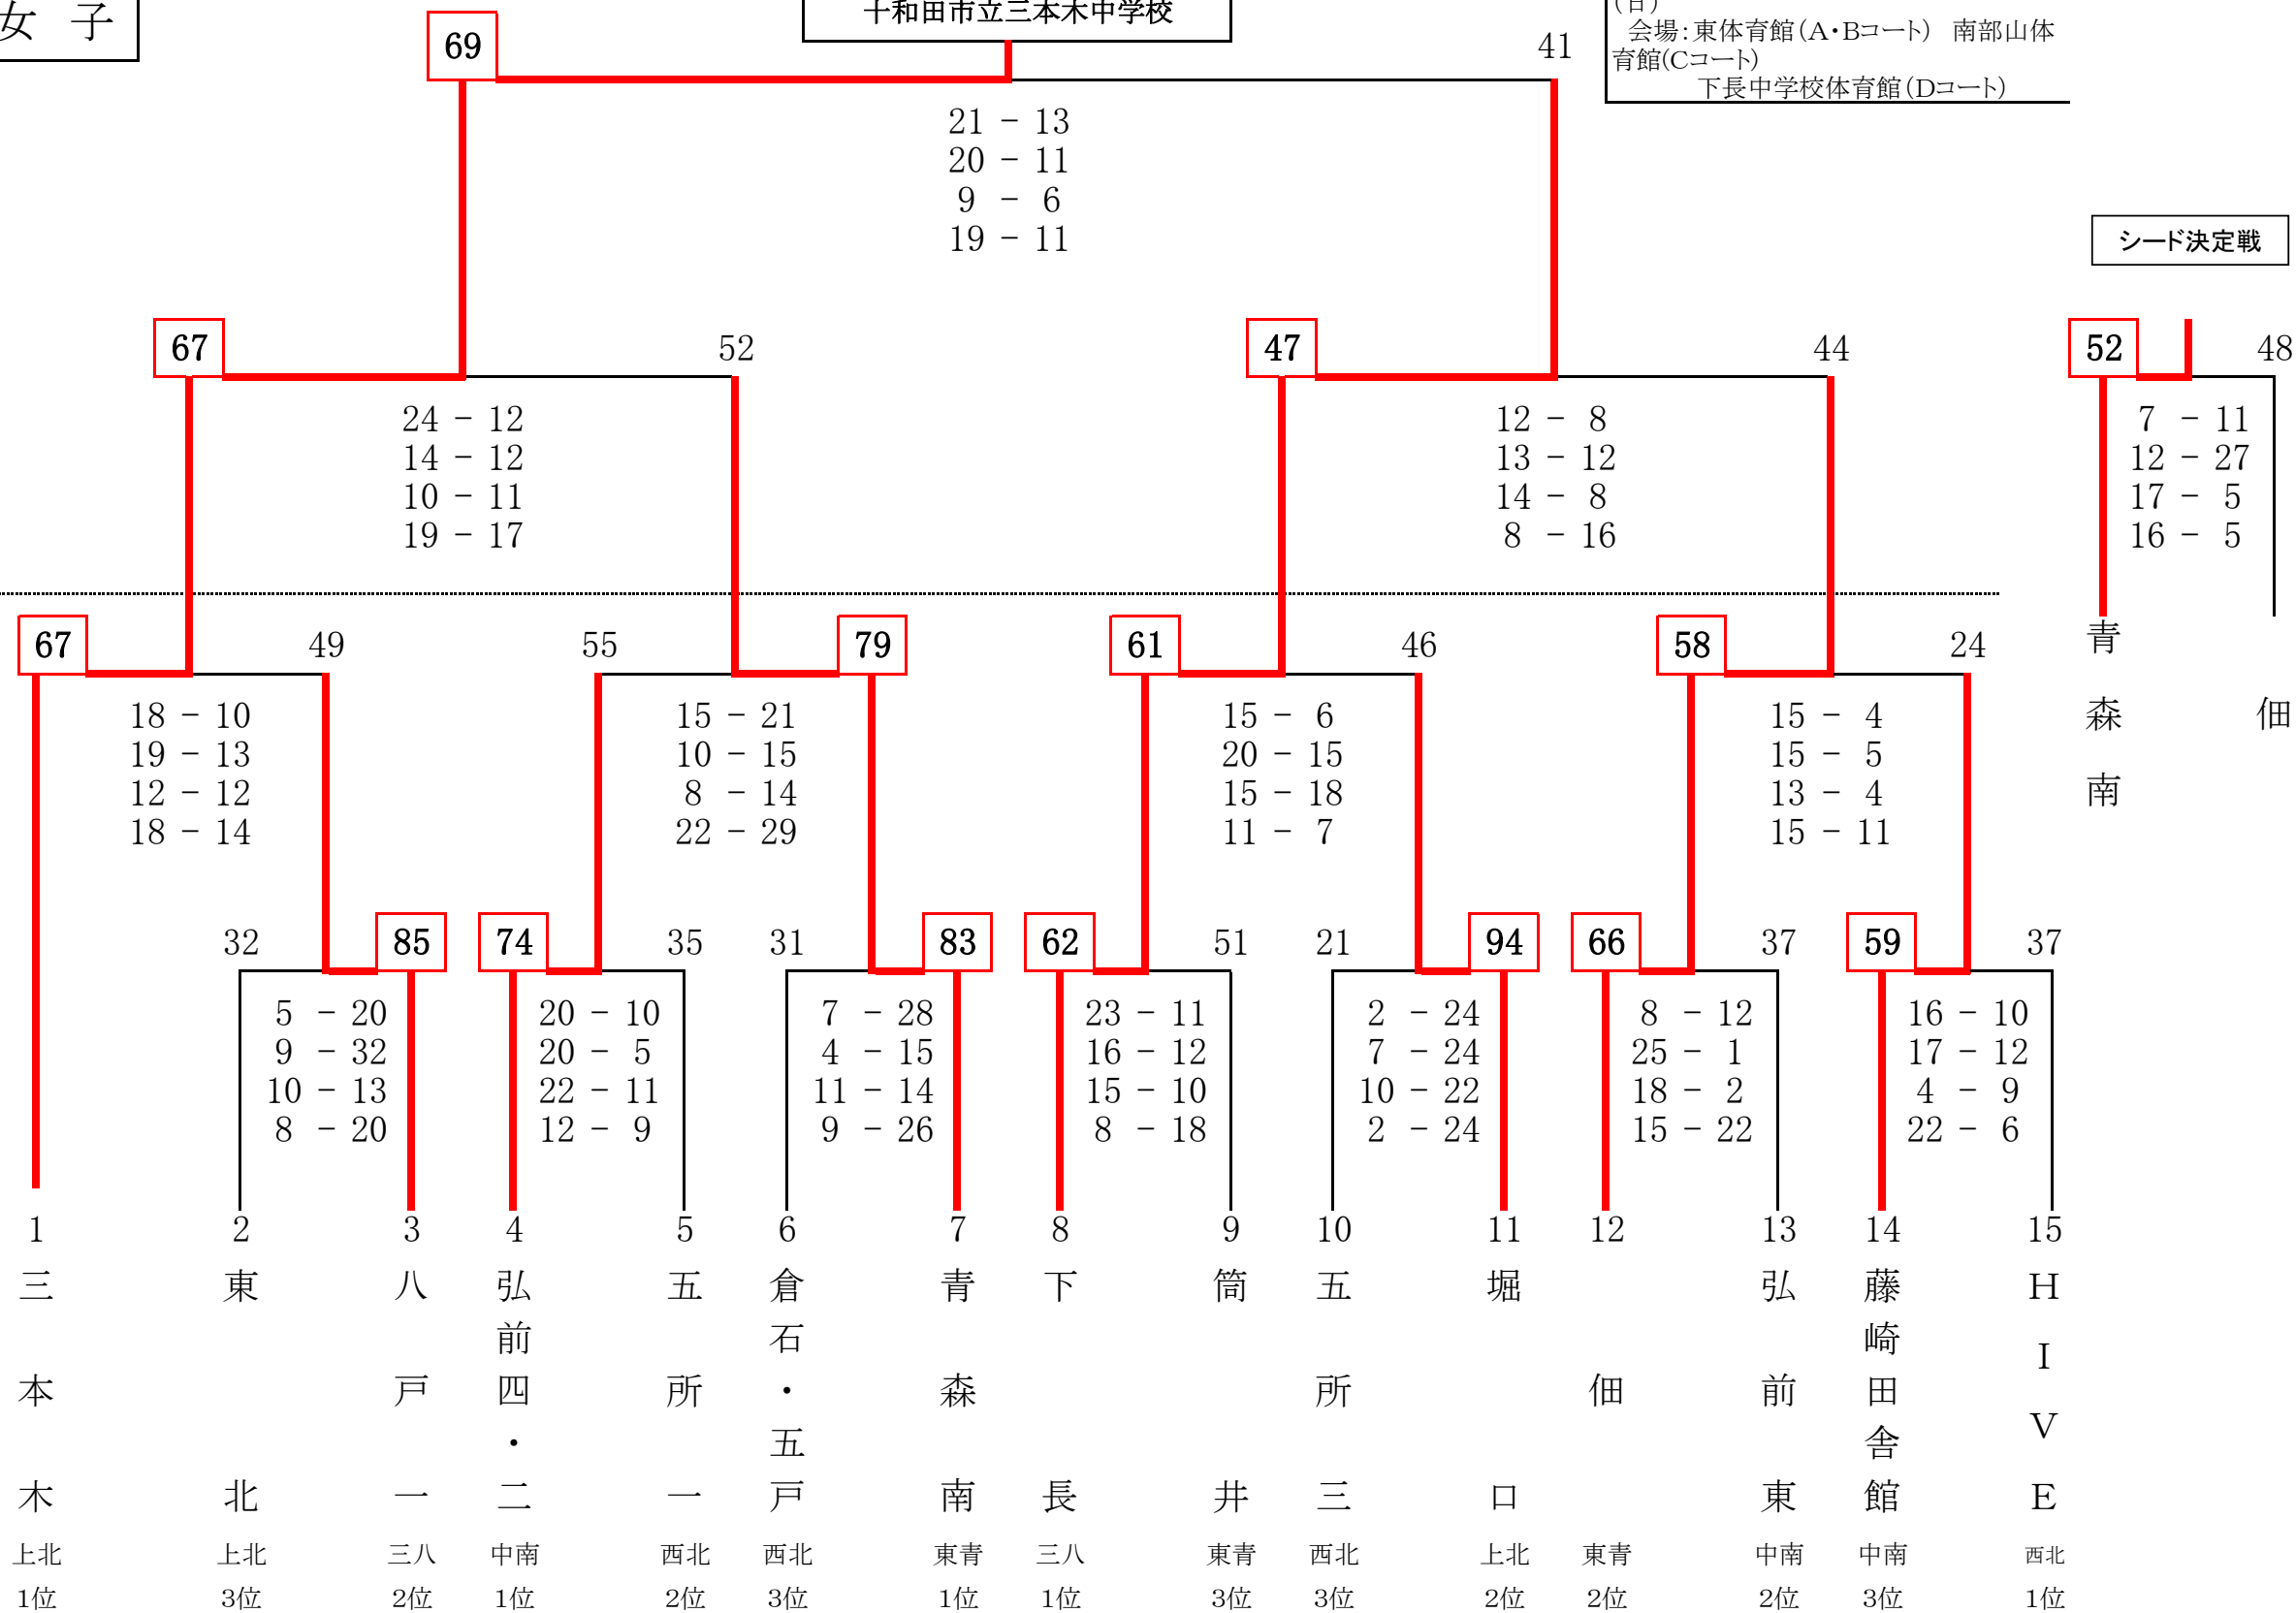 女 子
十和田市立三本木中学校
(日)
会場：東体育館（A・Bコート） 南部山体
育館(Cコート)
下長中学校体育館（Dコート）
69 41
21 - 13
20 - 11
9 - 6
19 - 11
シード決定戦
67 52
24 - 12
14 - 12
10 - 11
19 - 17
47 44
12 - 8
13 - 12
14 - 8
8 - 16
52 48
7 - 11
12 - 27
17 - 5
16 - 5
青森南
佃
67 49
18 - 10
19 - 13
12 - 12
18 - 14
55 79
15 - 21
10 - 15
8 - 14
22 - 29
61 46
15 - 6
20 - 15
15 - 18
11 - 7
58 24
15 - 4
15 - 5
13 - 4
15 - 11
32 85
5 - 20
9 - 32
10 - 13
8 - 20
74 35
20 - 10
20 - 5
22 - 11
12 - 9
31 83
7 - 28
4 - 15
11 - 14
9 - 26
62 51
23 - 11
16 - 12
15 - 10
8 - 18
21 94
2 - 24
7 - 24
10 - 22
2 - 24
66 37
8 - 12
25 - 1
18 - 2
15 - 22
59 37
16 - 10
17 - 12
4 - 9
22 - 6
1 三本木 上北 1位
2 東北 上北 3位
3 八戸一 三八 2位
4 弘前四・二 中南 1位
5 五所一 西北 2位
6 倉石・五戸 西北 3位
7 青森南 東青 1位
8 下長 三八 1位
9 筒井 東青 3位
10 五所三 西北 3位
11 堀口 上北 2位
12 佃 東青 2位
13 弘前東 中南 2位
14 藤崎田舎館 中南 3位
15 HIVE 西北 1位